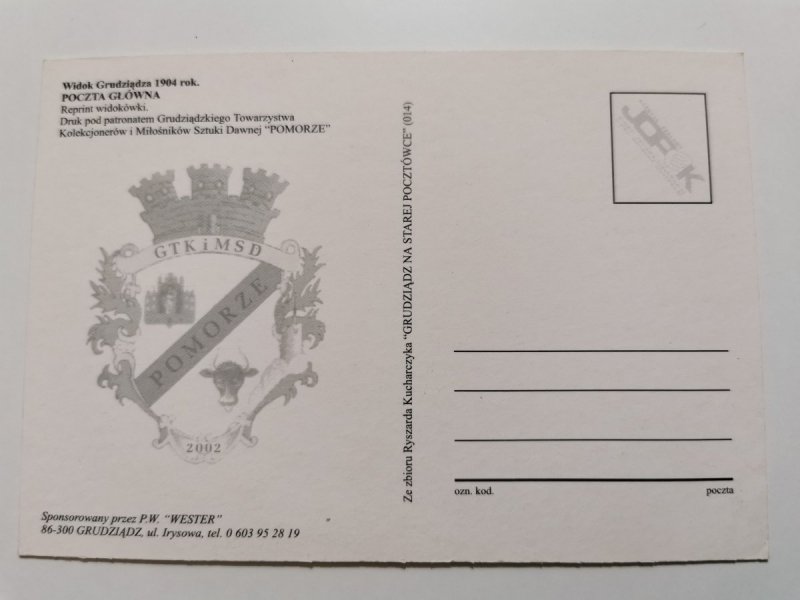 Widok Grudziądza 1904 rok.
POCZTA GŁÓWNA
Reprint widokówki.
Druk pod patronatem Grudziądzkiego Towarzystwa
Kolekcjonerów i Miłośników Sztuki Dawnej "POMORZE"
GTKiMSD
POMORZE
2002
Sponsorowany przez P.W. "WESTER"
86-300 GRUDZIĄDZ, ul. Irysowa, tel. 0 603 95 28 19
Ze zbioru Ryszarda Kucharczyka "GRUDZIĄDZ NA STAREJ POCZTÓWCE" (014)
ozn. kod.
poczta